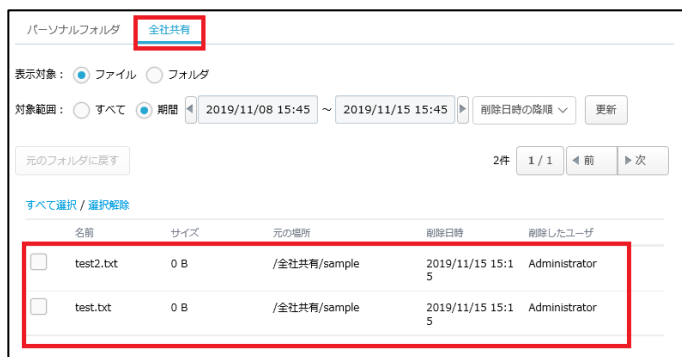 パーソナルフォルダ 全社共有
表示対象： ファイル フォルダ
対象範囲： すべて 期間 2019/11/08 15:45 ～ 2019/11/15 15:45 削除日時の降順 更新
元のフォルダに戻す 2件 1 / 1 前 次
すべて選択 / 選択解除
名前 サイズ 元の場所 削除日時 削除したユーザ
test2.txt 0 B /全社共有/sample 2019/11/15 15:1 Administrator
5
test.txt 0 B /全社共有/sample 2019/11/15 15:1 Administrator
5